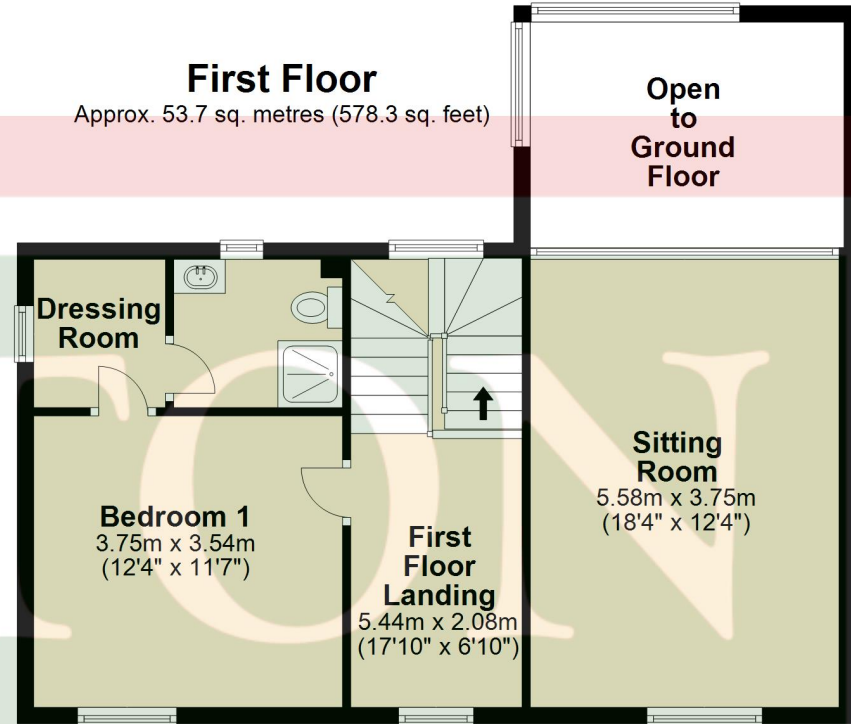 First Floor
Approx. 53.7 sq. metres (578.3 sq. feet)
Open
to
Ground
Floor
Dressing
Room
Sitting
Room
5.58m x 3.75m
(18'4" x 12'4")
Bedroom 1
3.75m x 3.54m
(12'4" x 11'7")
First
Floor
Landing
5.44m x 2.08m
(17'10" x 6'10")
TON